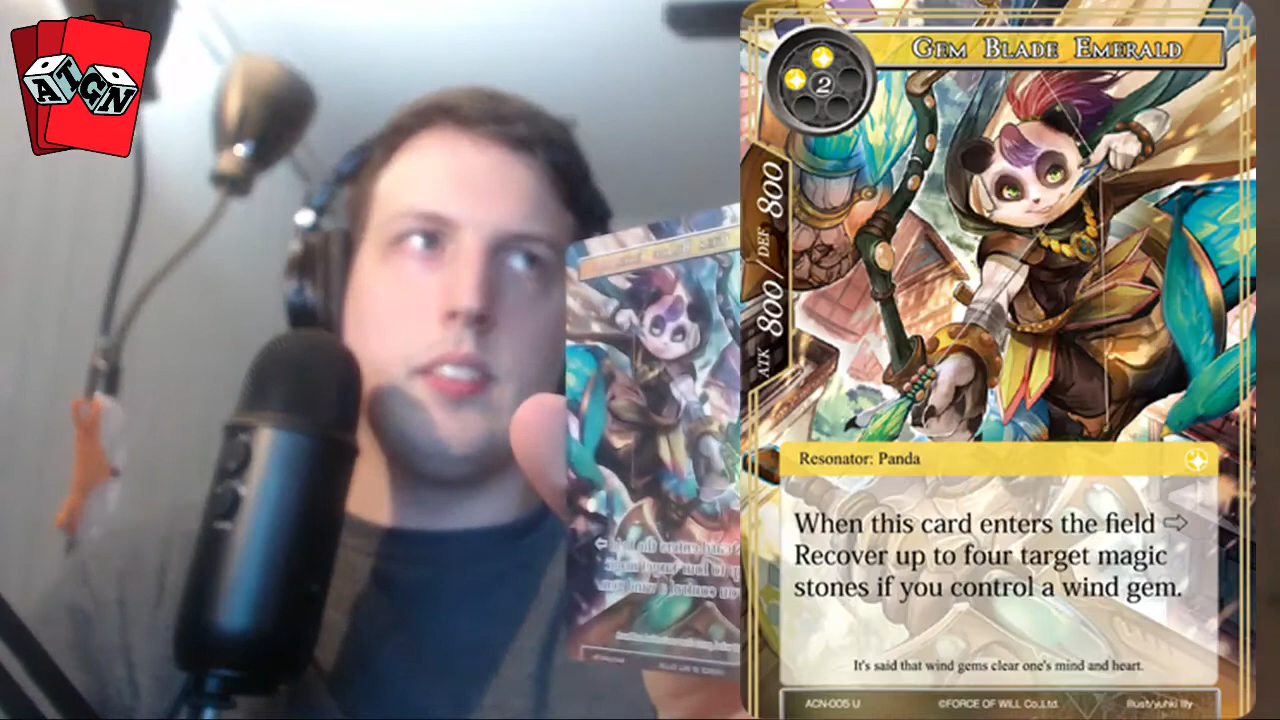 ATCN
GEM BLADE EMERALD
2
ATK 800 / DEF 800
Resonator: Panda
When this card enters the field ⇨
Recover up to four target magic
stones if you control a wind gem.
It's said that wind gems clear one's mind and heart.
ACN-005 U ©FORCE OF WILL Co.,Ltd. Illust/yuhki lily